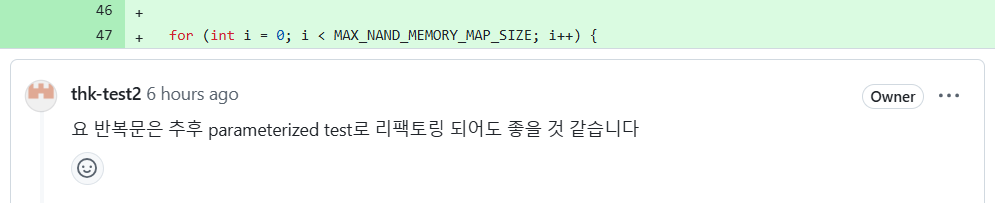 46 +
47 + for (int i = 0; i < MAX_NAND_MEMORY_MAP_SIZE; i++) {
thk-test2 6 hours ago Owner ...
요 반복문은 추후 parameterized test로 리팩토링 되어도 좋을 것 같습니다